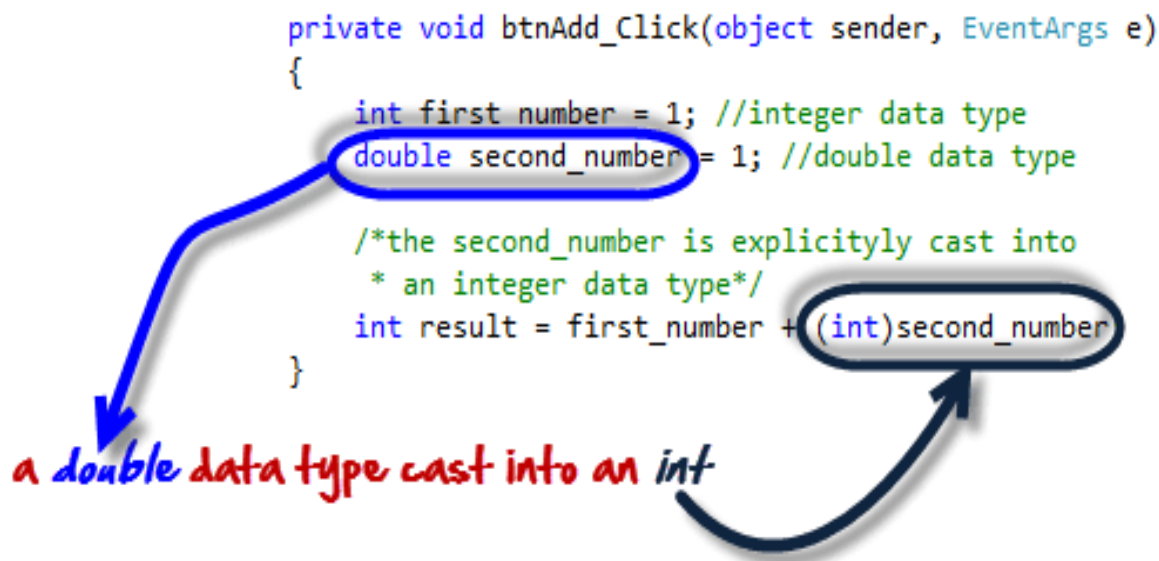 private void btnAdd_Click(object sender, EventArgs e)
{
int first_number = 1; //integer data type
double second_number = 1; //double data type
/*the second_number is explicityly cast into
* an integer data type*/
int result = first_number + (int)second_number
}
a double data type cast into an int